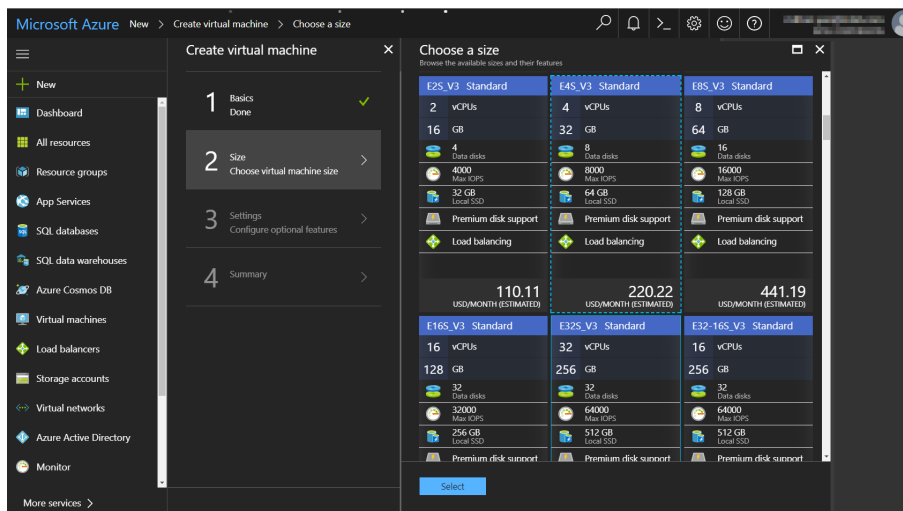 Microsoft Azure New > Create virtual machine > Choose a size
New
Dashboard
All resources
Resource groups
App Services
SQL databases
SQL data warehouses
Azure Cosmos DB
Virtual machines
Load balancers
Storage accounts
Virtual networks
Azure Active Directory
Monitor
More services >
Create virtual machine
1 Basics
Done
2 Size
Choose virtual machine size
3 Settings
Configure optional features
4 Summary
Choose a size
Browse the available sizes and their features
E2S_V3 Standard
2 vCPUs
16 GB
4
Data disks
4000
Max IOPS
32 GB
Local SSD
Premium disk support
Load balancing
110.11
USD/MONTH (ESTIMATED)
E4S_V3 Standard
4 vCPUs
32 GB
8
Data disks
8000
Max IOPS
64 GB
Local SSD
Premium disk support
Load balancing
220.22
USD/MONTH (ESTIMATED)
E8S_V3 Standard
8 vCPUs
64 GB
16
Data disks
16000
Max IOPS
128 GB
Local SSD
Premium disk support
Load balancing
441.19
USD/MONTH (ESTIMATED)
E16S_V3 Standard
16 vCPUs
128 GB
32
Data disks
32000
Max IOPS
256 GB
Local SSD
Premium disk support
E32S_V3 Standard
32 vCPUs
256 GB
32
Data disks
64000
Max IOPS
512 GB
Local SSD
Premium disk support
E32-16S_V3 Standard
16 vCPUs
256 GB
32
Data disks
64000
Max IOPS
512 GB
Local SSD
Premium disk support
Select